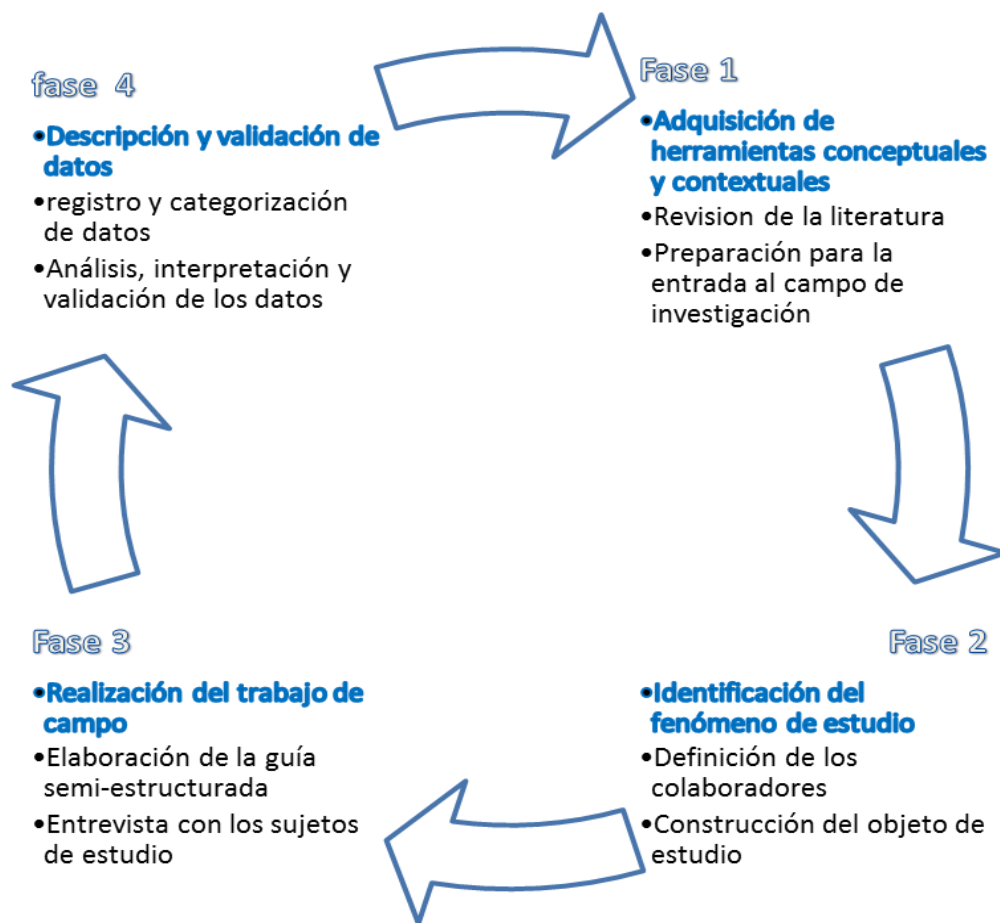 Fase 1
•Adquisición de
herramientas conceptuales
y contextuales
•Revision de la literatura
•Preparación para la
entrada al campo de
investigación
Fase 2
•Identificación del
fenómeno de estudio
•Definición de los
colaboradores
•Construcción del objeto de
estudio
Fase 3
•Realización del trabajo de
campo
•Elaboración de la guía
semi-estructurada
•Entrevista con los sujetos
de estudio
fase 4
•Descripción y validación de
datos
•registro y categorización
de datos
•Análisis, interpretación y
validación de los datos